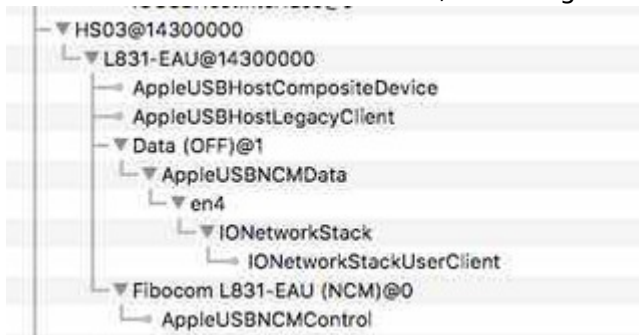 HS03@14300000
L831-EAU@14300000
AppleUSBHostCompositeDevice
AppleUSBHostLegacyClient
Data (OFF)@1
AppleUSBNCMData
en4
IONetworkStack
IONetworkStackUserClient
Fibocom L831-EAU (NCM)@0
AppleUSBNCMControl